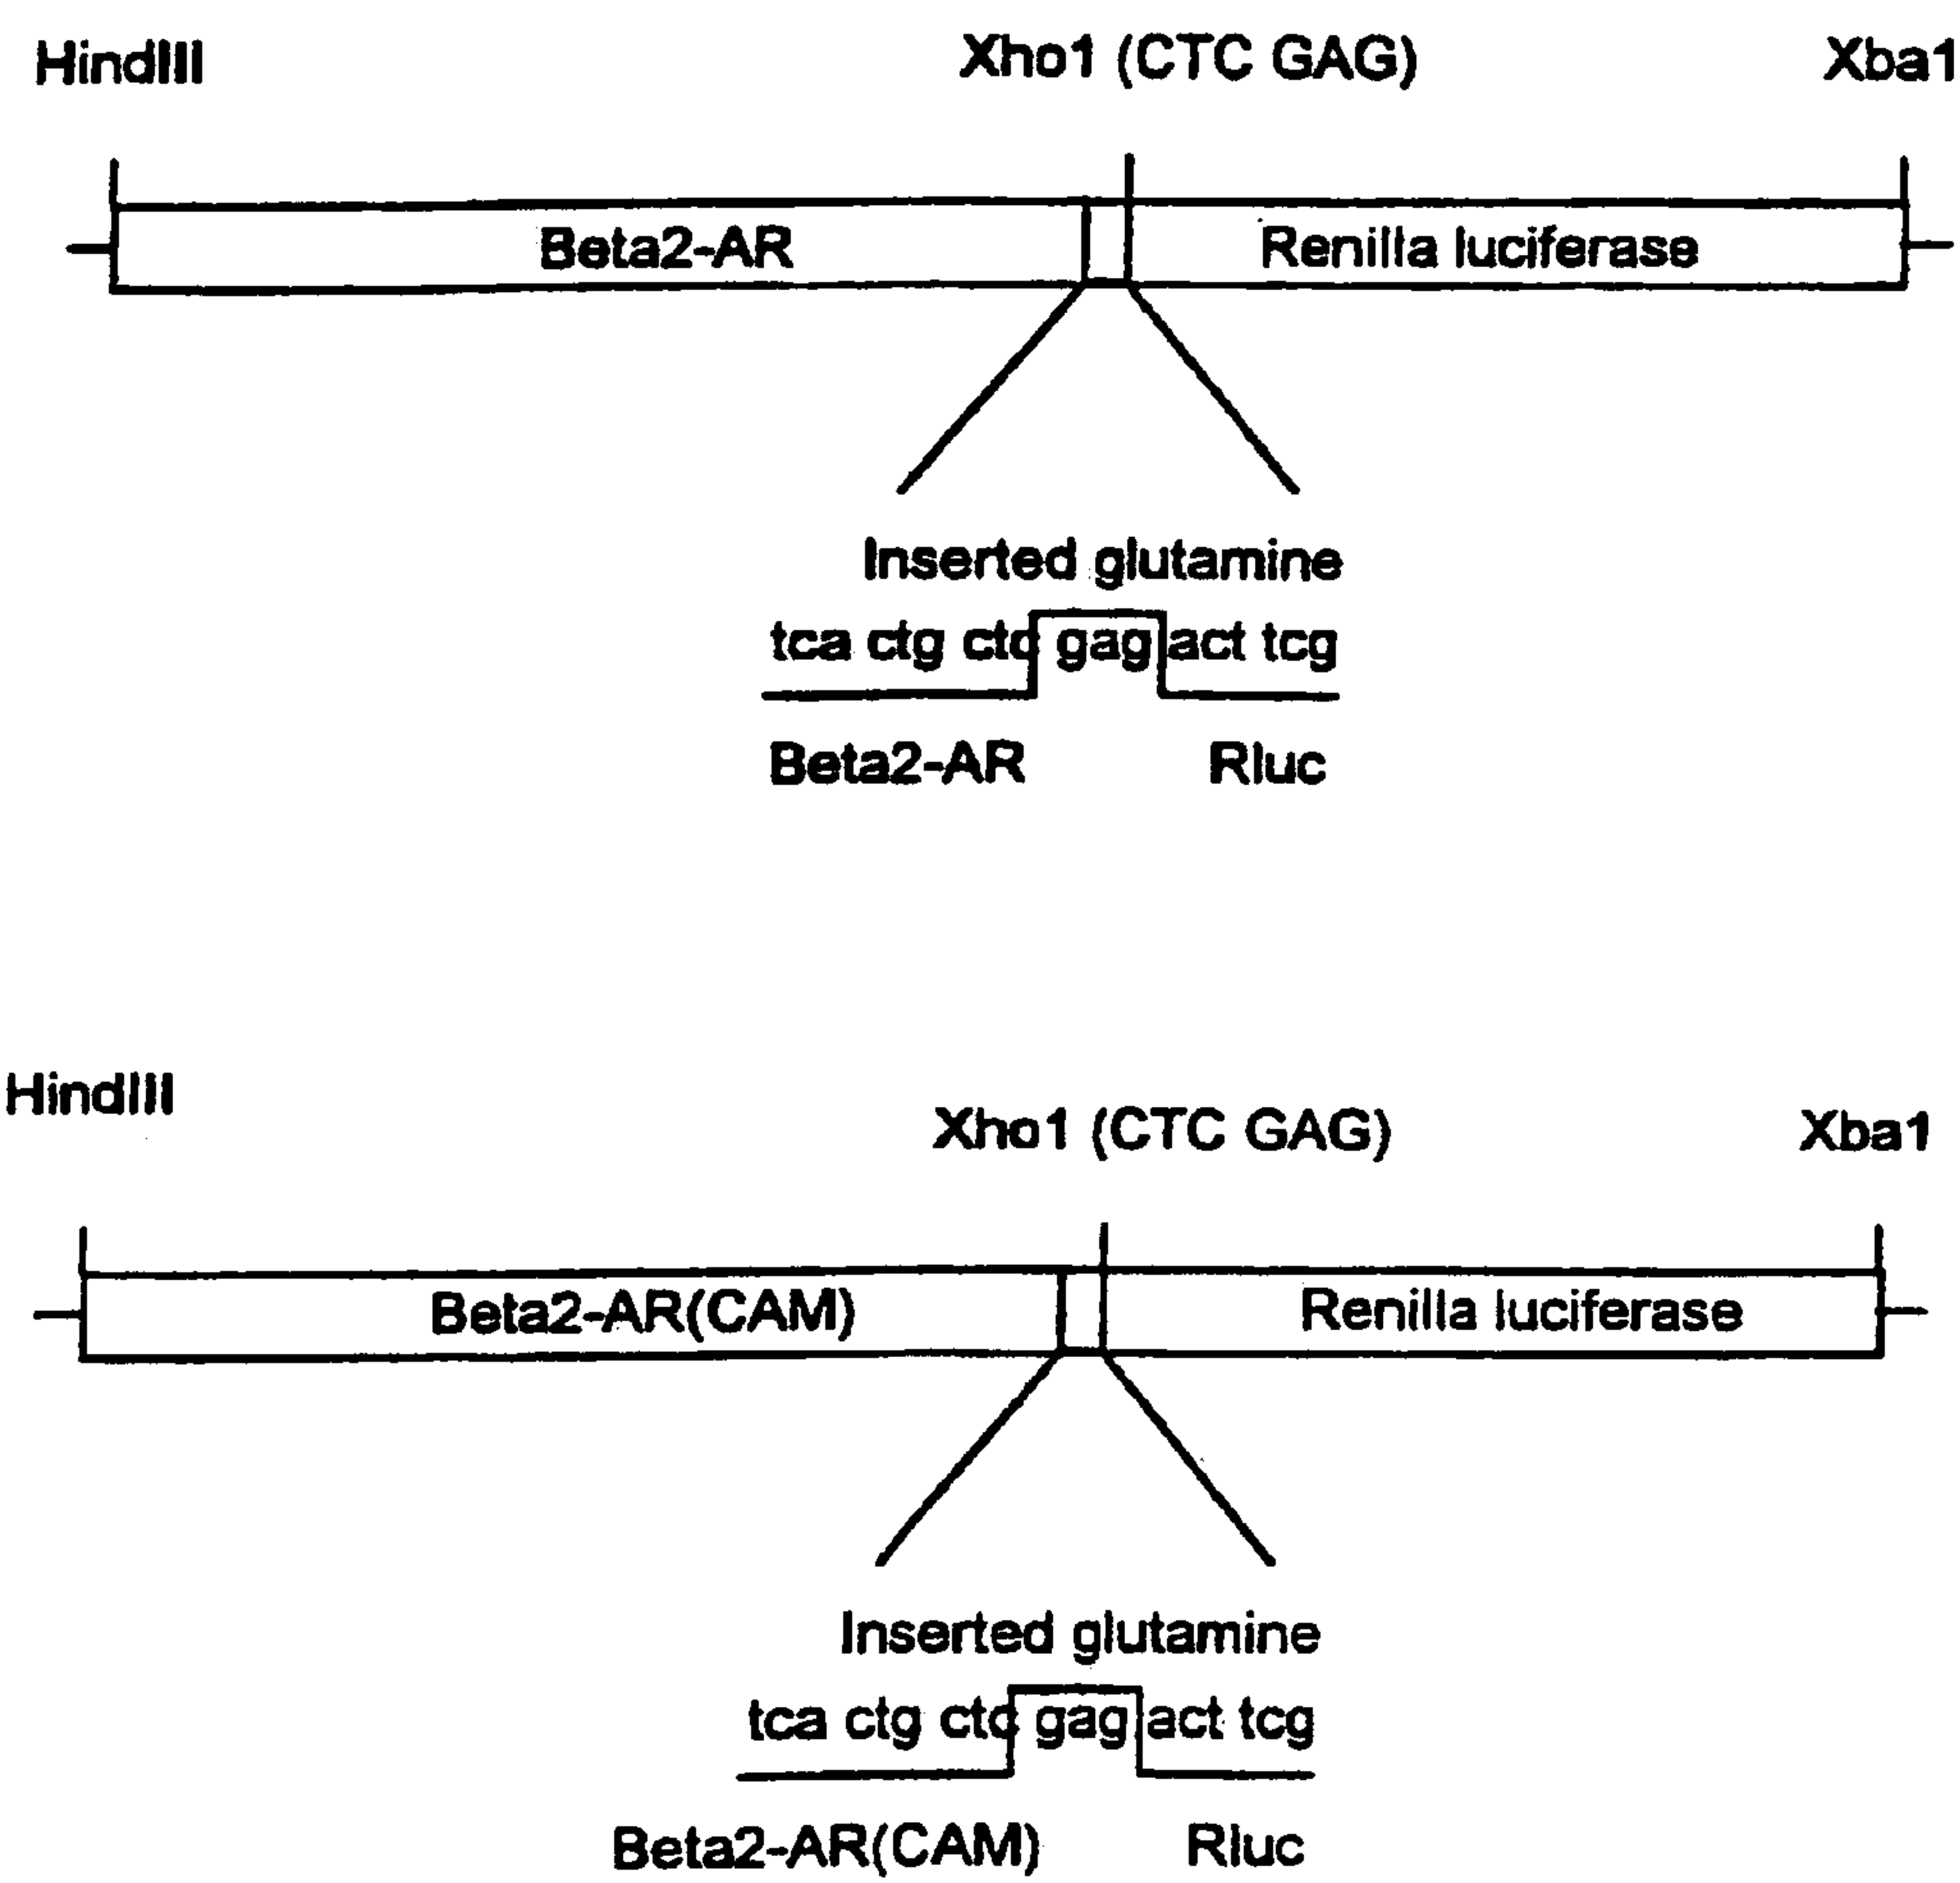 HindIII Xho1 (CTC GAG) Xba1
Beta2-AR Renilla luciferase
Inserted glutamine
tca ctg ctc gag act tcg
Beta2-AR Rluc
HindIII Xho1 (CTC GAG) Xba1
Beta2-AR(CAM) Renilla luciferase
Inserted glutamine
tca ctg ctc gag act tcg
Beta2-AR(CAM) Rluc